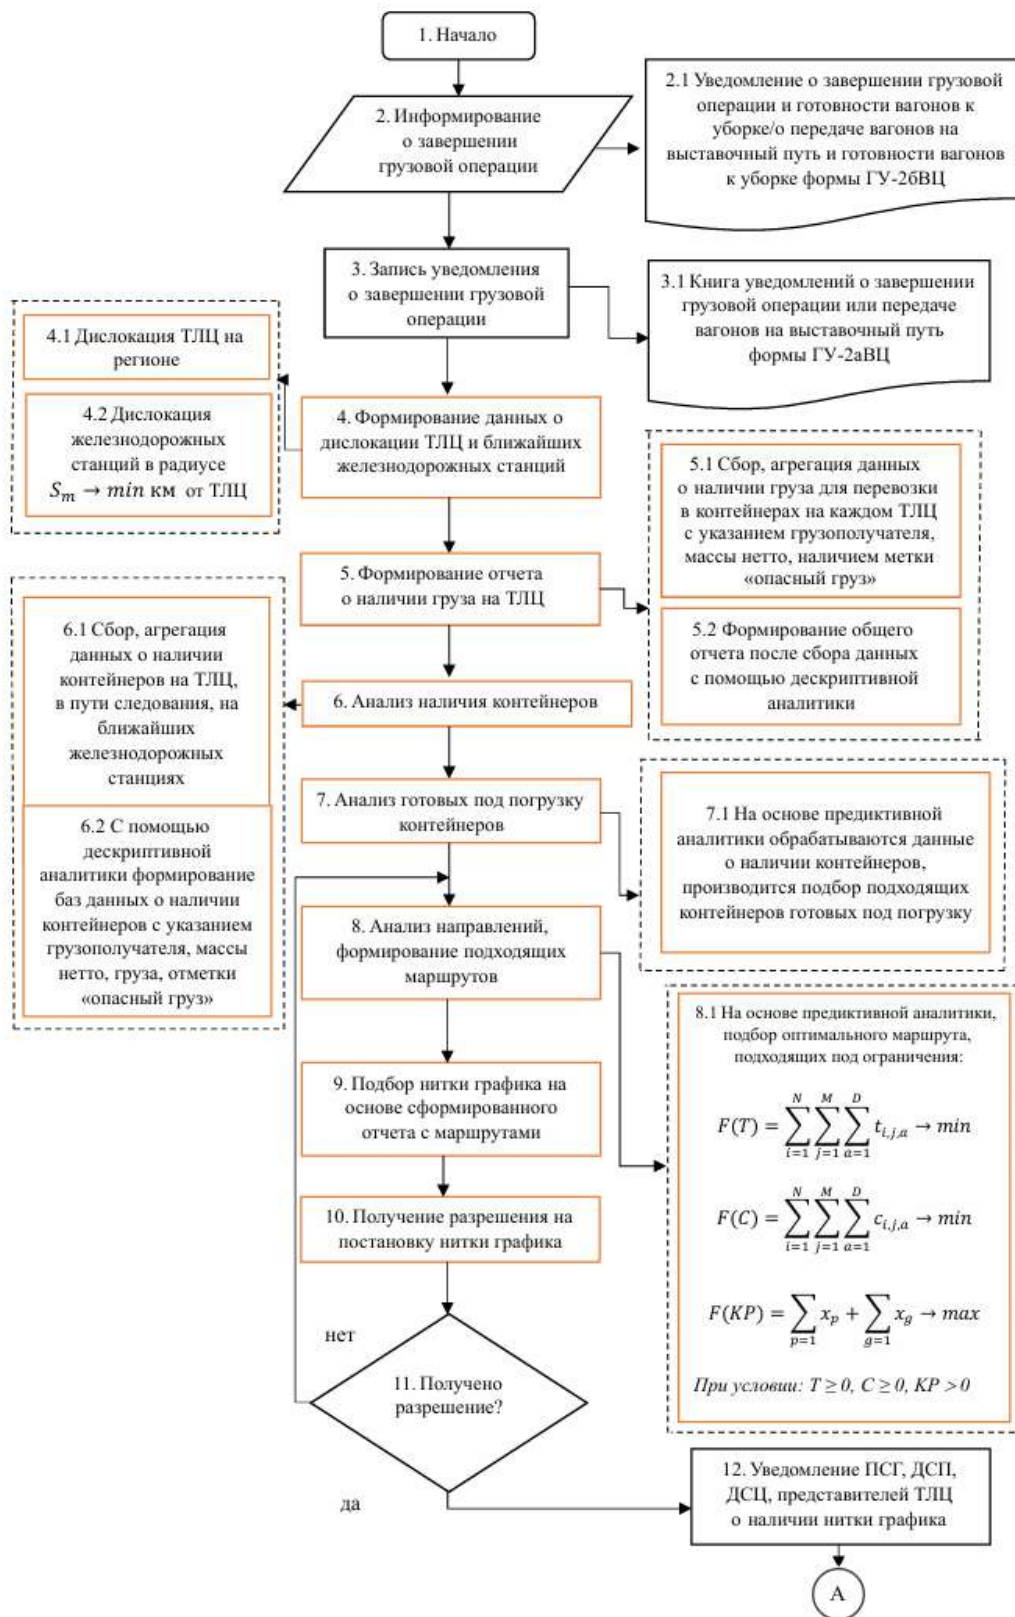 1. Начало
2. Информирование
о завершении
грузовой операции
2.1 Уведомление о завершении грузовой
операции и готовности вагонов к
уборке/о передаче вагонов на
выставочный путь и готовности вагонов
к уборке формы ГУ-2бВЦ
3. Запись уведомления
о завершении грузовой
операции
3.1 Книга уведомлений о завершении
грузовой операции или передаче
вагонов на выставочный путь
формы ГУ-2аВЦ
4.1 Дислокация ТЛЦ на
регионе
4.2 Дислокация
железнодорожных
станций в радиусе
S_m → min км от ТЛЦ
4. Формирование данных о
дислокации ТЛЦ и ближайших
железнодорожных станций
5.1 Сбор, агрегация данных
о наличии груза для перевозки
в контейнерах на каждом ТЛЦ
с указанием грузополучателя,
массы нетто, наличием метки
«опасный груз»
5. Формирование отчета
о наличии груза на ТЛЦ
5.2 Формирование общего
отчета после сбора данных
с помощью дескриптивной
аналитики
6.1 Сбор, агрегация
данных о наличии
контейнеров на ТЛЦ,
в пути следования, на
ближайших
железнодорожных
станциях
6. Анализ наличия контейнеров
6.2 С помощью
дескриптивной
аналитики формирование
баз данных о наличии
контейнеров с указанием
грузополучателя, массы
нетто, груза, отметки
«опасный груз»
7. Анализ готовых под погрузку
контейнеров
7.1 На основе предиктивной
аналитики обрабатываются данные
о наличии контейнеров,
производится подбор подходящих
контейнеров готовых под погрузку
8. Анализ направлений,
формирование подходящих
маршрутов
8.1 На основе предиктивной аналитики,
подбор оптимального маршрута,
подходящих под ограничения:
F(T) = ∑_{i=1}^{N} ∑_{j=1}^{M} ∑_{a=1}^{D} t_{i,j,a} → min
F(C) = ∑_{i=1}^{N} ∑_{j=1}^{M} ∑_{a=1}^{D} c_{i,j,a} → min
F(KP) = ∑_{p=1} x_p + ∑_{g=1} x_g → max
При условии: T ≥ 0, C ≥ 0, KP > 0
9. Подбор нитки графика на
основе сформированного
отчета с маршрутами
10. Получение разрешения на
постановку нитки графика
нет
11. Получено
разрешение?
да
12. Уведомление ПСГ, ДСП,
ДСЦ, представителей ТЛЦ
о наличии нитки графика
А